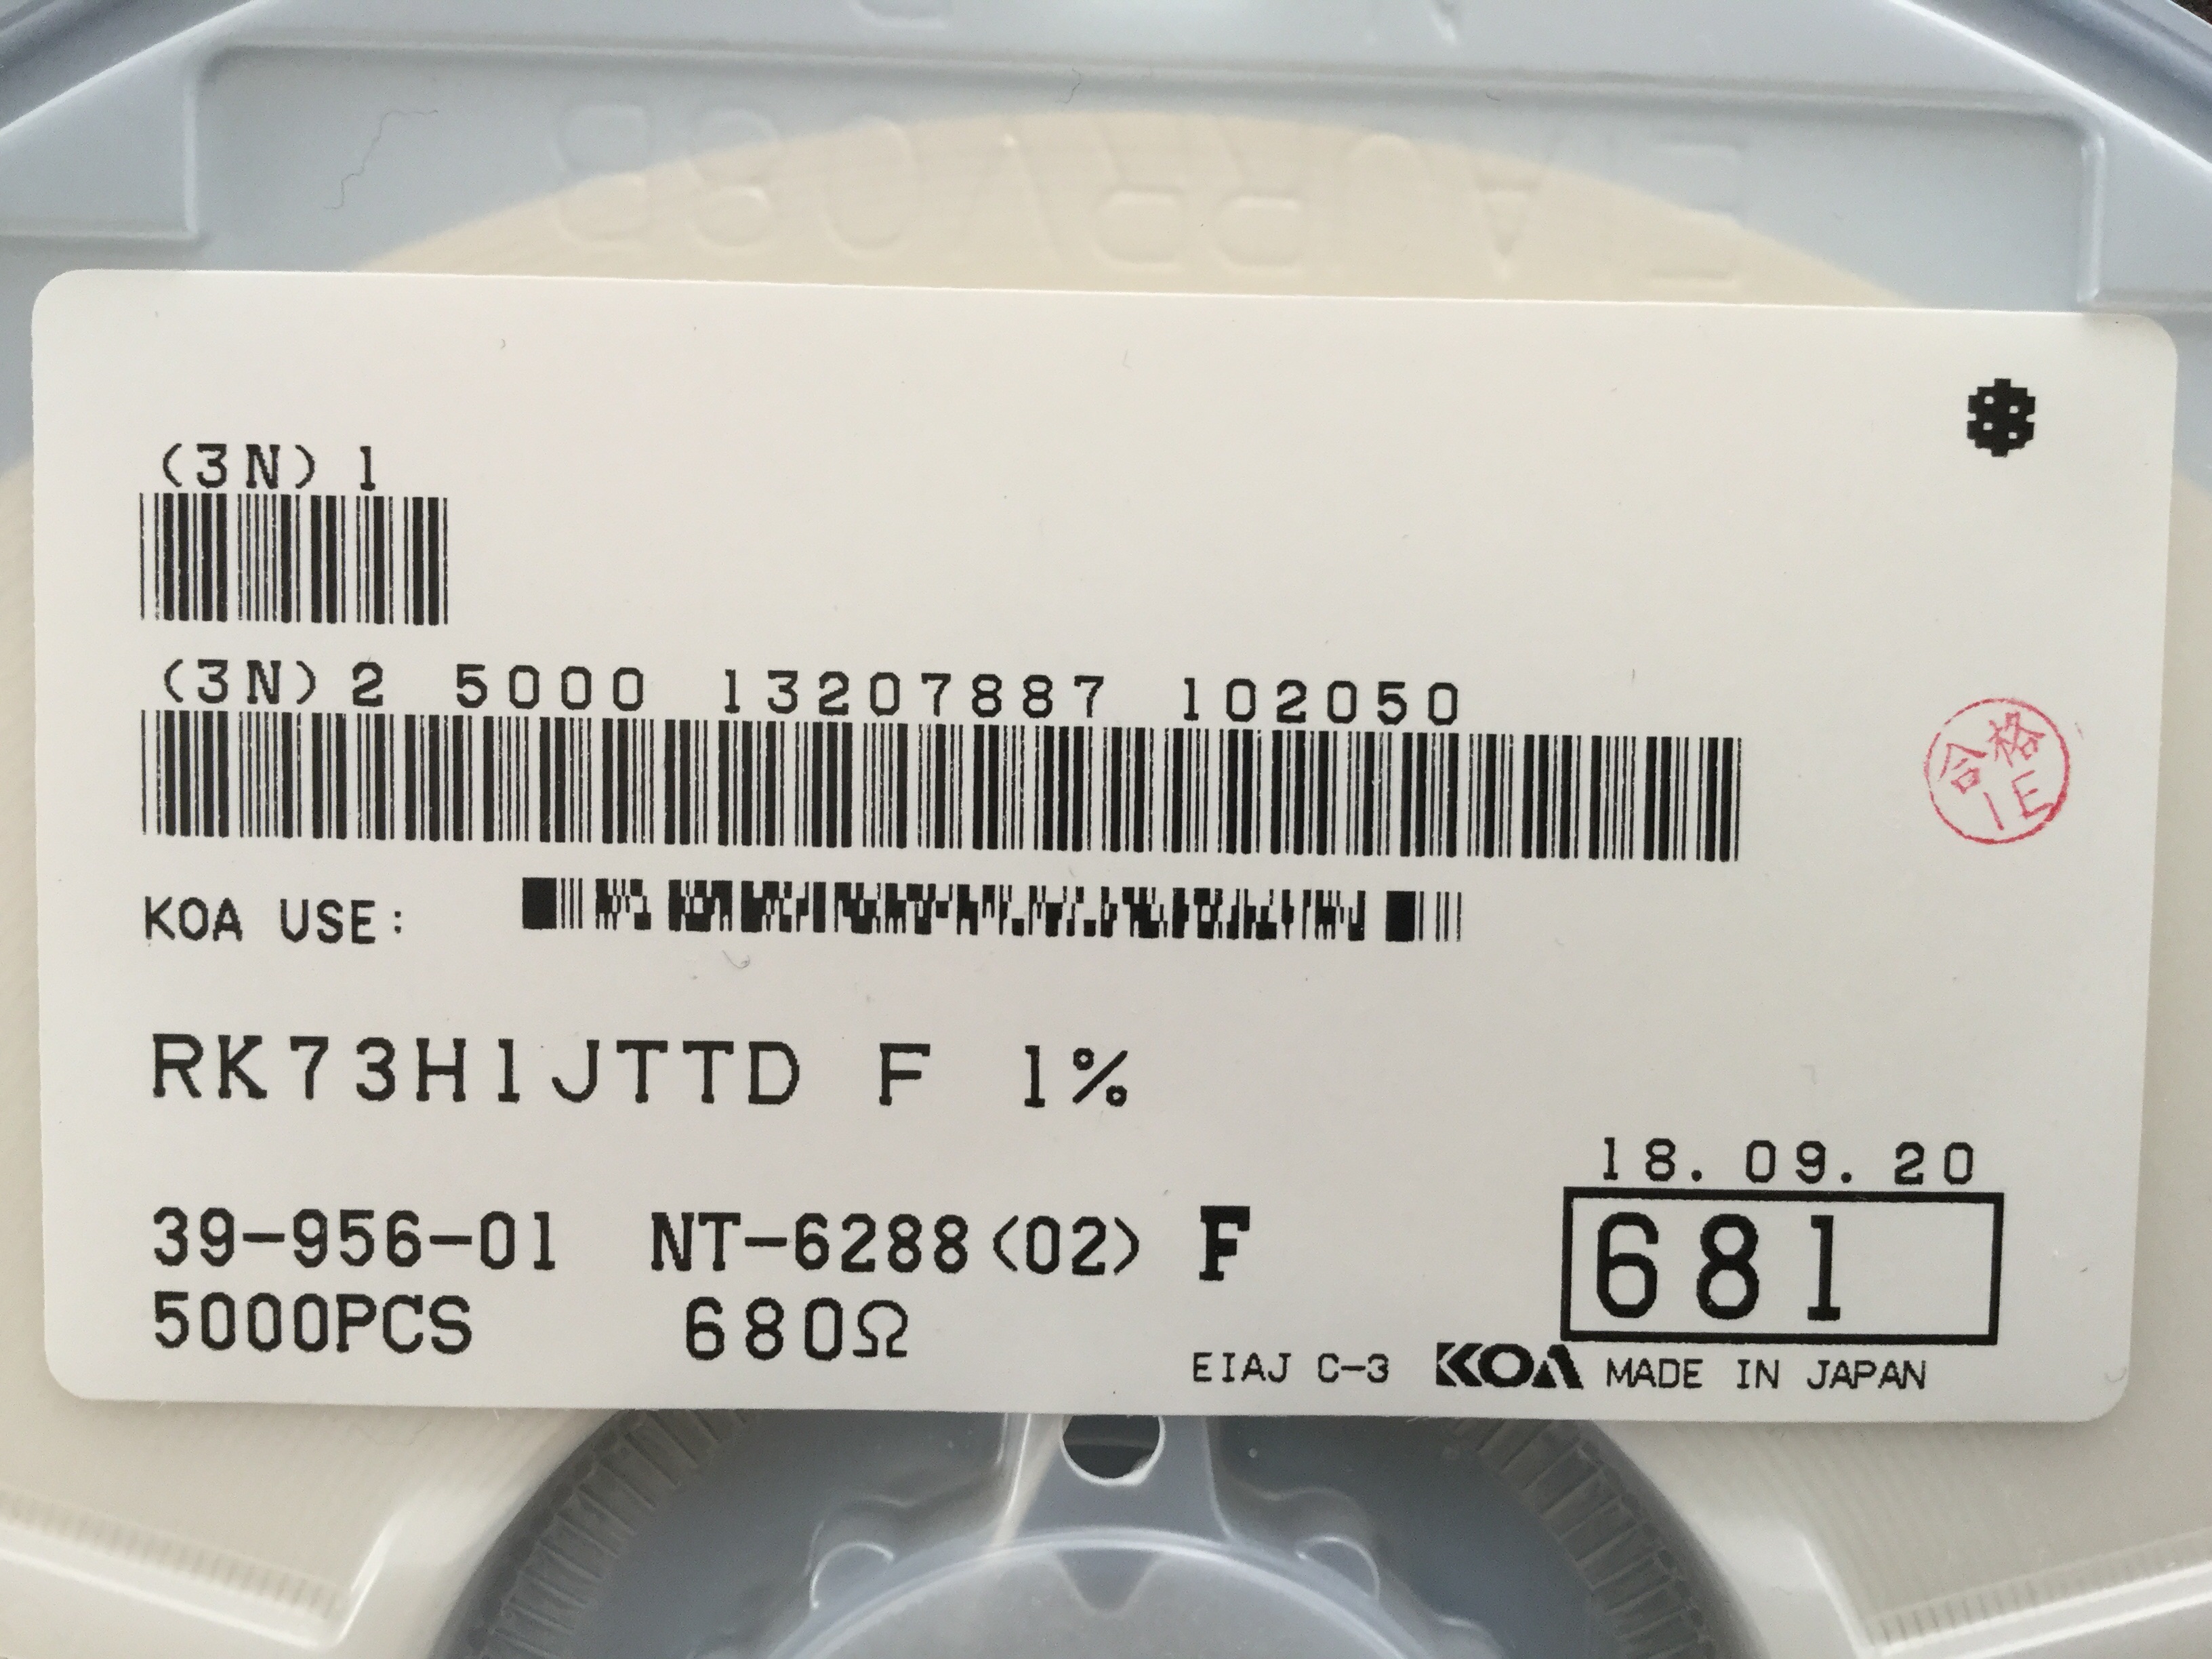 (3N) 1
(3N) 2 5000 13207887 102050
合格
1E
KOA USE:
RK73H1JTTD F 1%
18. 09. 20
39-956-01 NT-6288(02) F
681
5000PCS 680Ω
EIAJ C-3 KOA MADE IN JAPAN